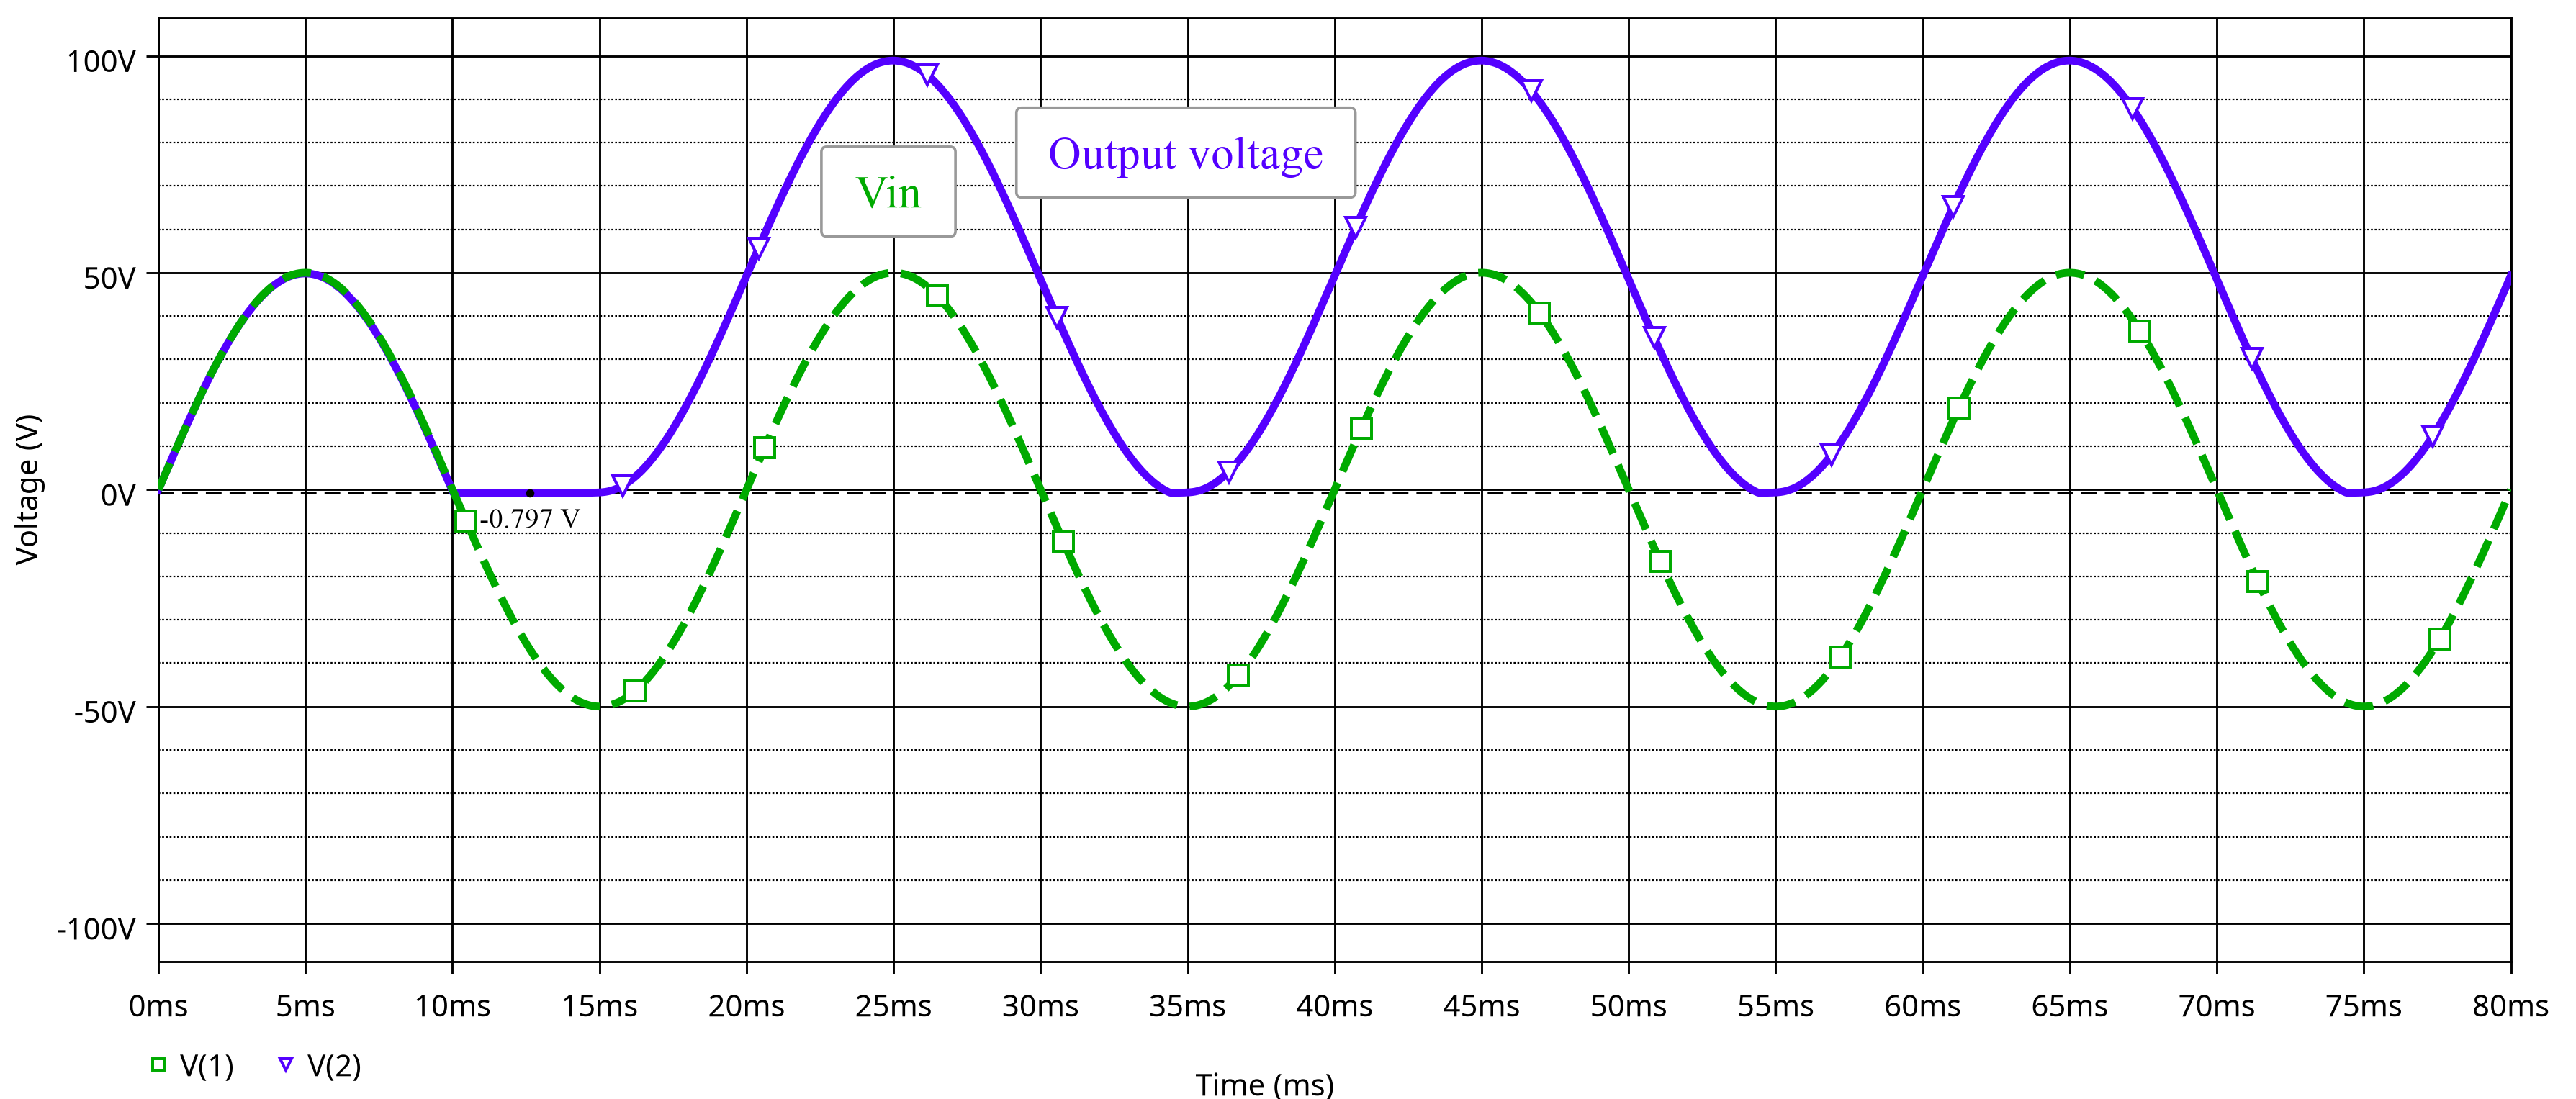 100V
Vin
Output voltage
50V
0V
-0.797 V
-50V
-100V
Voltage (V)
0ms 5ms 10ms 15ms 20ms 25ms 30ms 35ms 40ms 45ms 50ms 55ms 60ms 65ms 70ms 75ms 80ms
V(1) V(2)
Time (ms)